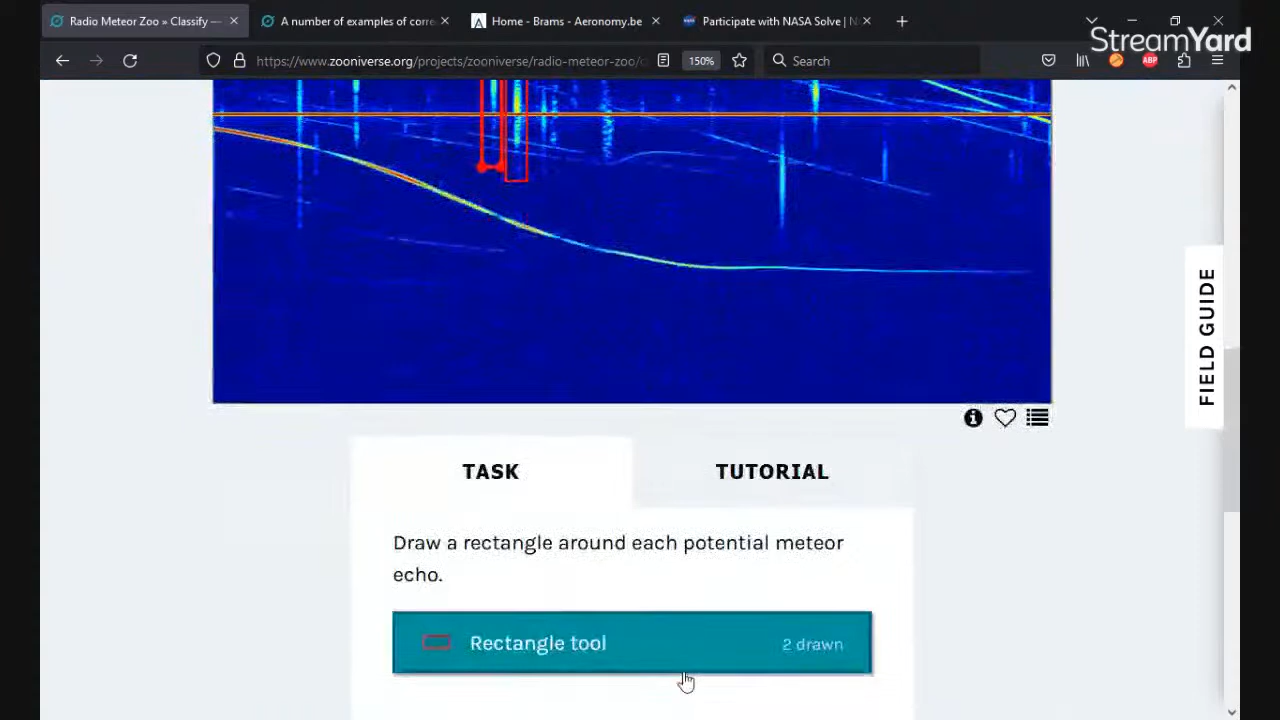 Radio Meteor Zoo » Classify —
A number of examples of corre
Home - Brams - Aeronomy.be
Participate with NASA Solve | N
StreamYard
https://www.zooniverse.org/projects/zooniverse/radio-meteor-zoo/c
150%
Search
ABP
FIELD GUIDE
TASK
TUTORIAL
Draw a rectangle around each potential meteor
echo.
Rectangle tool
2 drawn